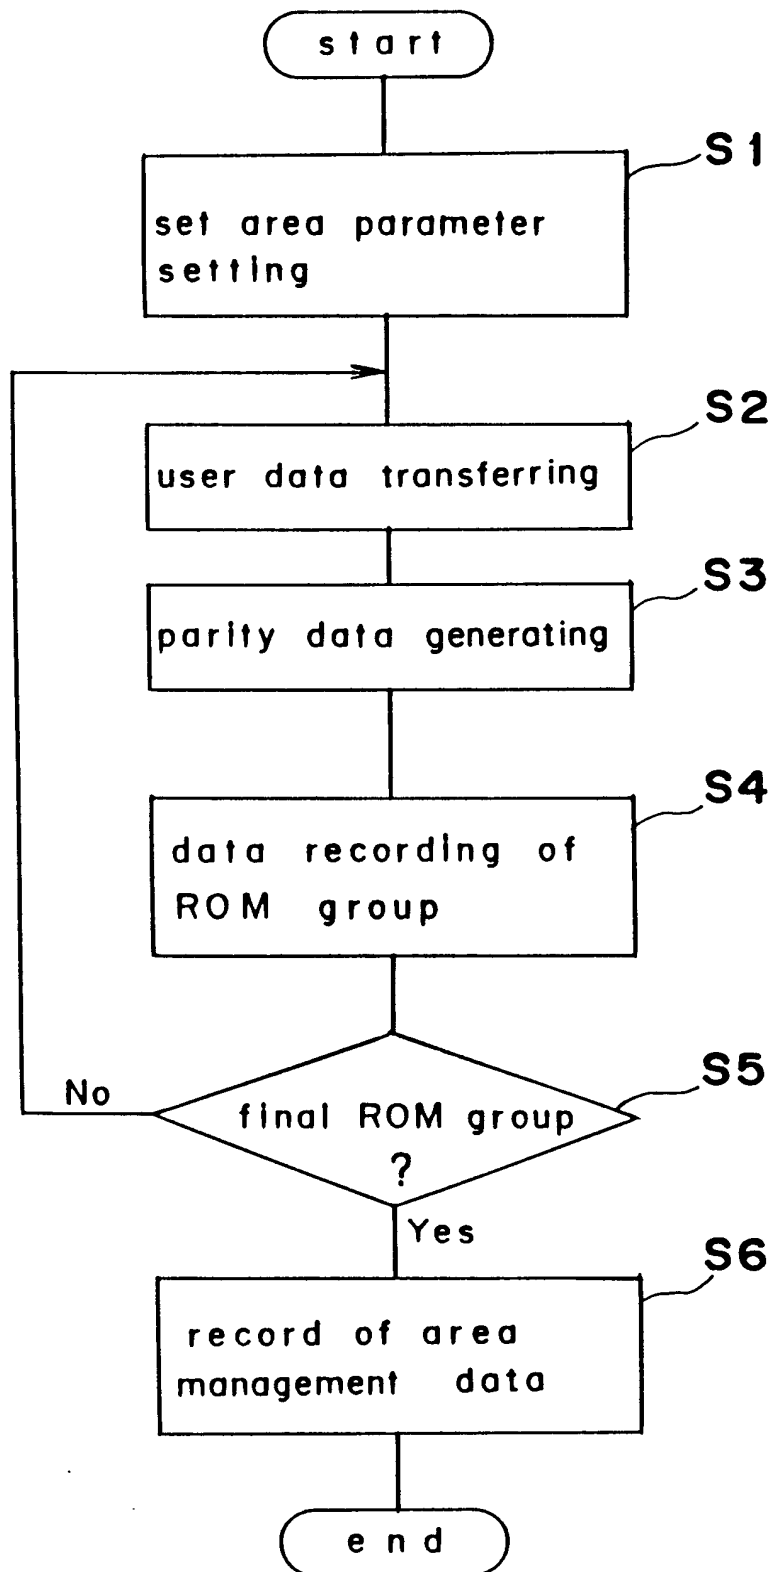 start
S1
set area parameter
setting
S2
user data transferring
S3
parity data generating
S4
data recording of
ROM group
S5
No
final ROM group
?
Yes
S6
record of area
management data
end